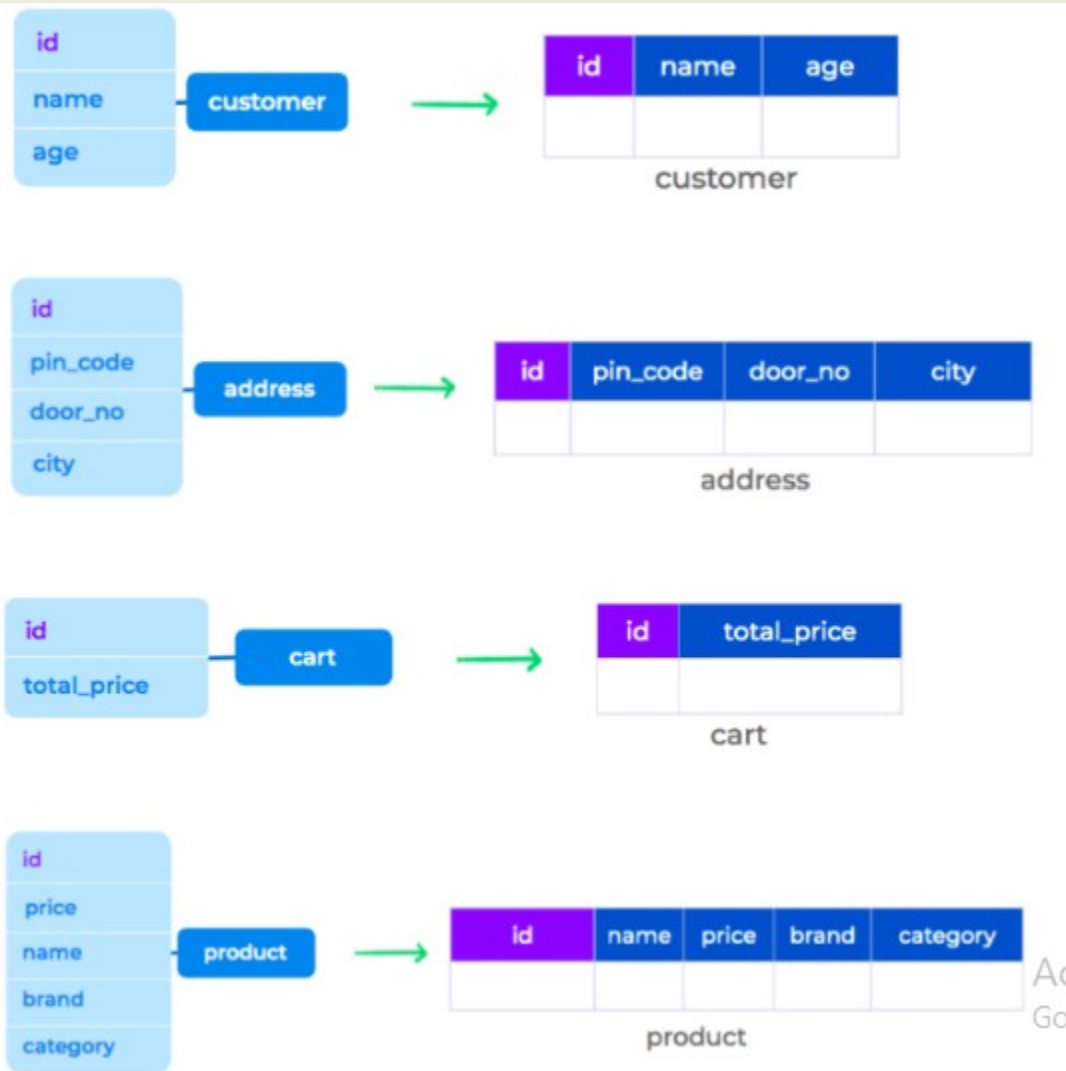 id
name
age
customer
id name age
customer
id
pin_code
door_no
city
address
id pin_code door_no city
address
id
total_price
cart
id total_price
cart
id
price
name
brand
category
product
id name price brand category
product